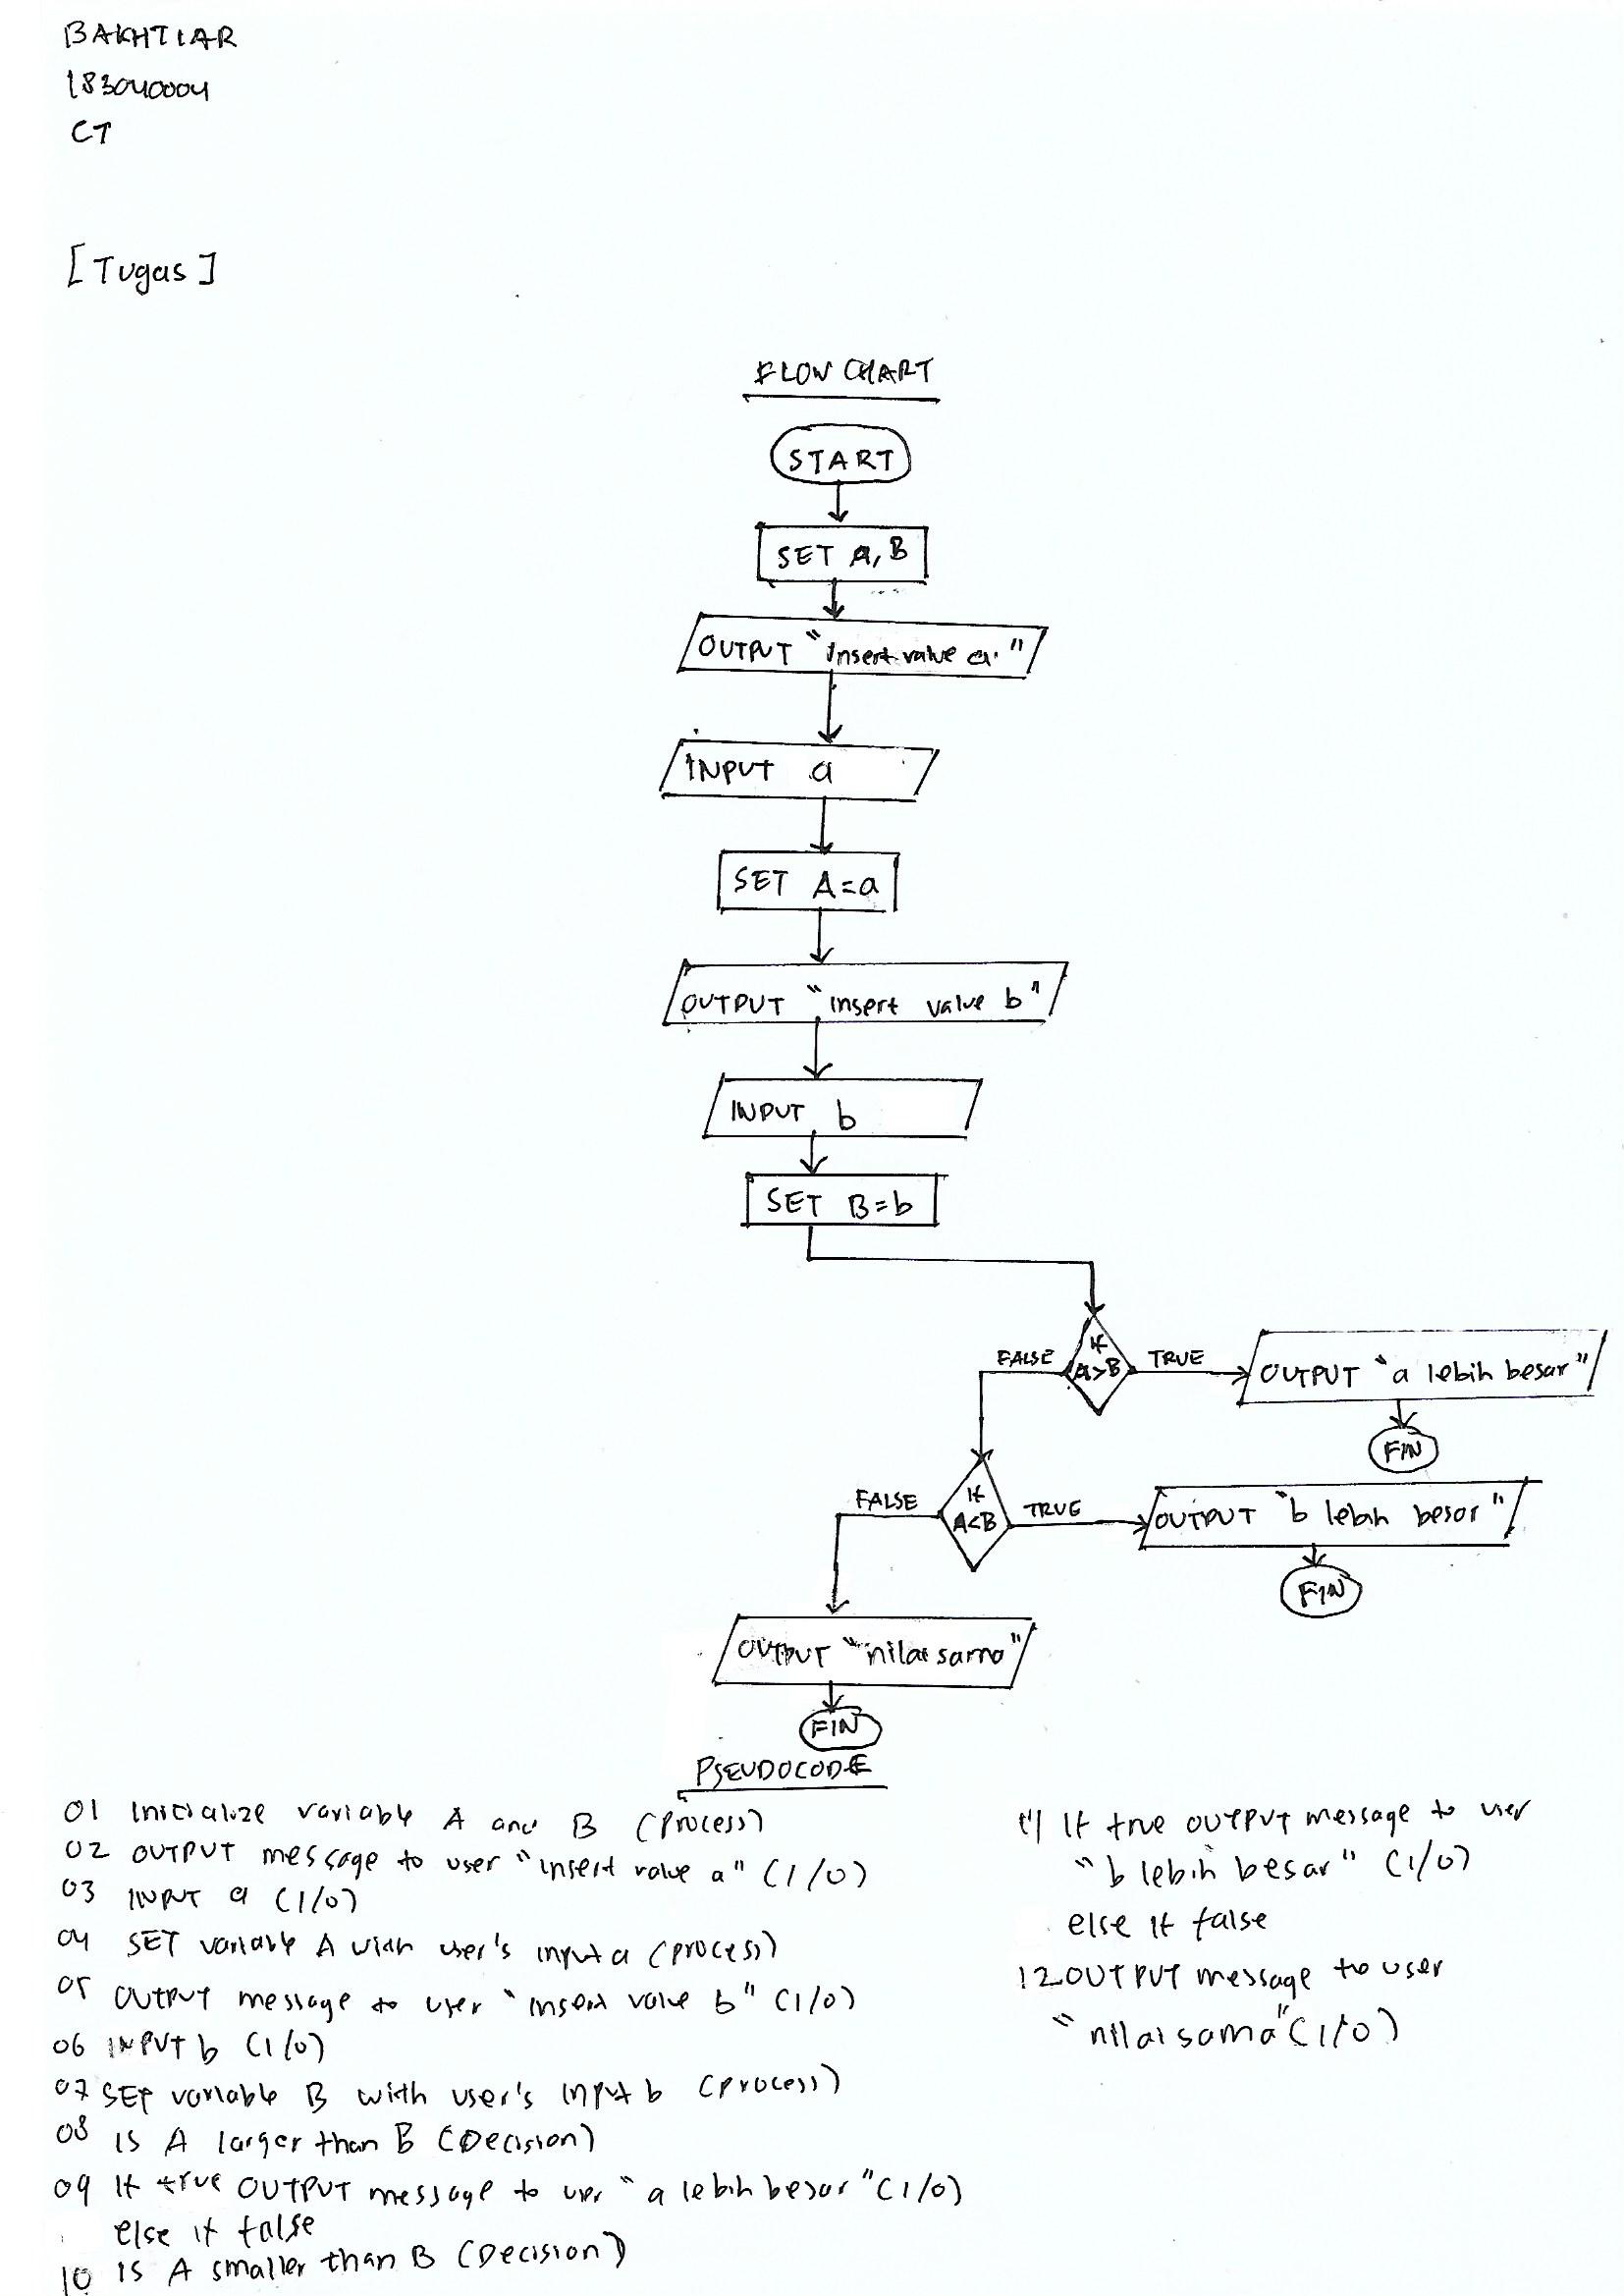 BAKHTIAR
183040004
CT
[Tugas]
FLOWCHART
START
SET A, B
OUTPUT "insert value a"
INPUT a
SET A=a
OUTPUT "insert value b"
INPUT b
SET B=b
If
A>B
FALSE
TRUE
OUTPUT "a lebih besar"
FIN
If
A<B
FALSE
TRUE
OUTPUT "b lebih besar"
FIN
OUTPUT "nilai sama"
FIN
PSEUDOCODE
01 Initialize variable A and B (process)
02 OUTPUT message to user "insert value a" (I/O)
03 INPUT a (I/O)
04 SET variable A with user's input a (process)
05 OUTPUT message to user "insert value b" (I/O)
06 INPUT b (I/O)
07 SET variable B with user's input b (process)
08 Is A larger than B (Decision)
09 If true OUTPUT message to user "a lebih besar" (I/O)
else if false
10 Is A smaller than B (Decision)
11 If true OUTPUT message to user
"b lebih besar" (I/O)
else if false
12 OUTPUT message to user
"nilai sama" (I/O)